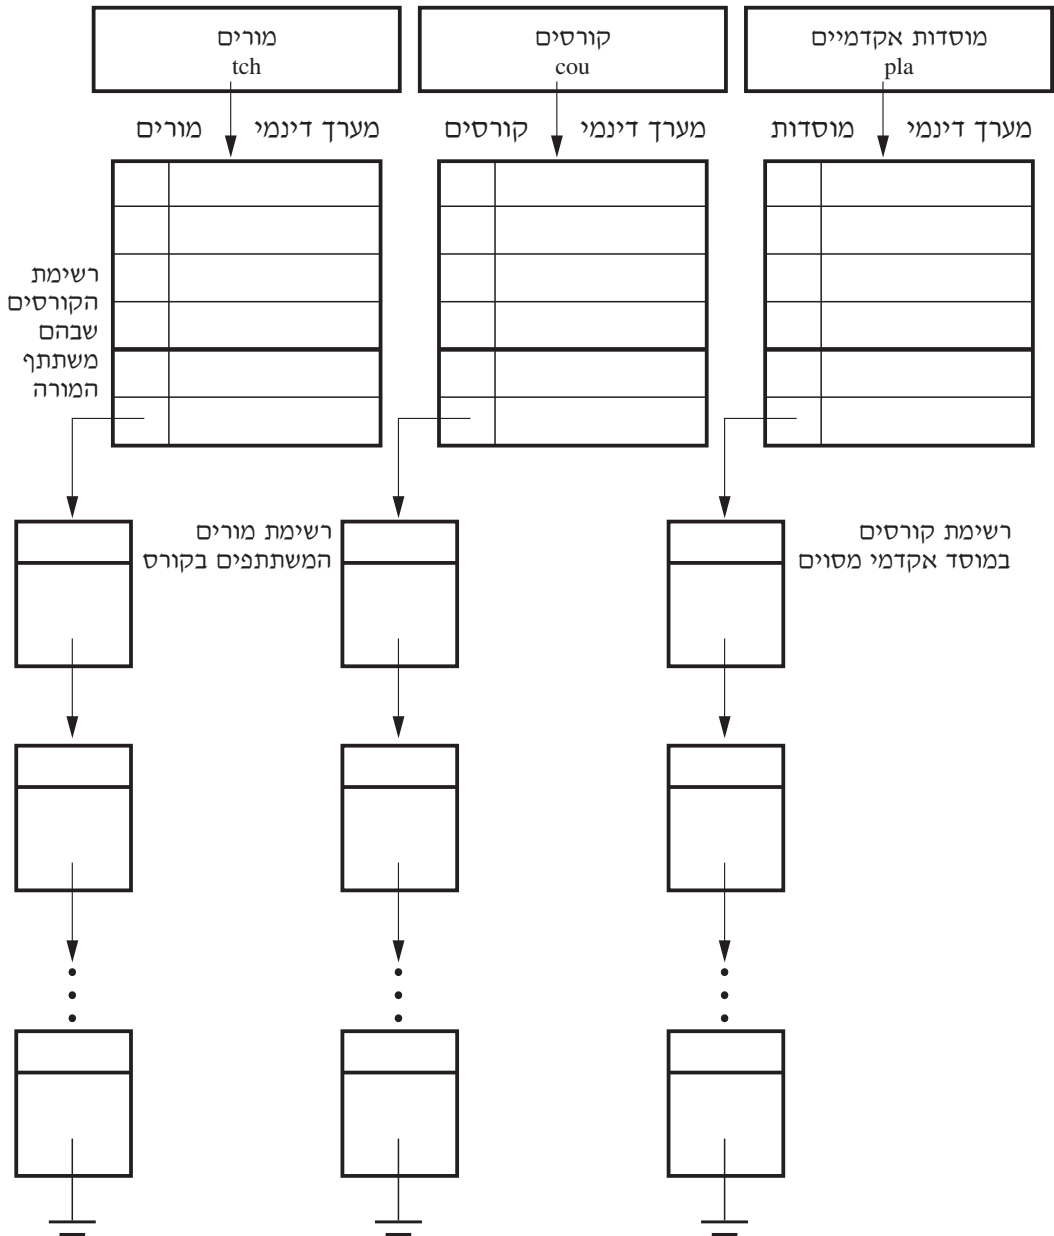 מוסדות אקדמיים
pla
קורסים
cou
מורים
tch
מערך דינמי מוסדות
מערך דינמי קורסים
מערך דינמי מורים
רשימת
הקורסים
שבהם
משתתף
המורה
רשימת קורסים
במוסד אקדמי מסוים
רשימת מורים
המשתתפים בקורס